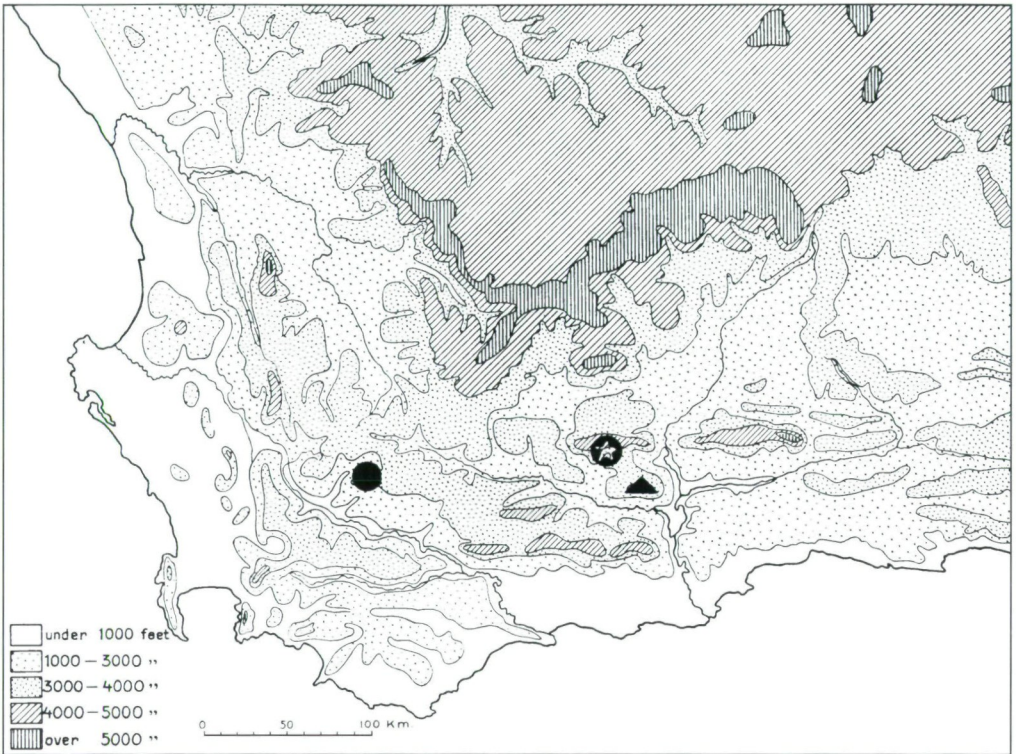 under 1000 feet
1000 – 3000 "
3000 – 4000 "
4000 – 5000 "
over 5000 "
0 50 100 Km.